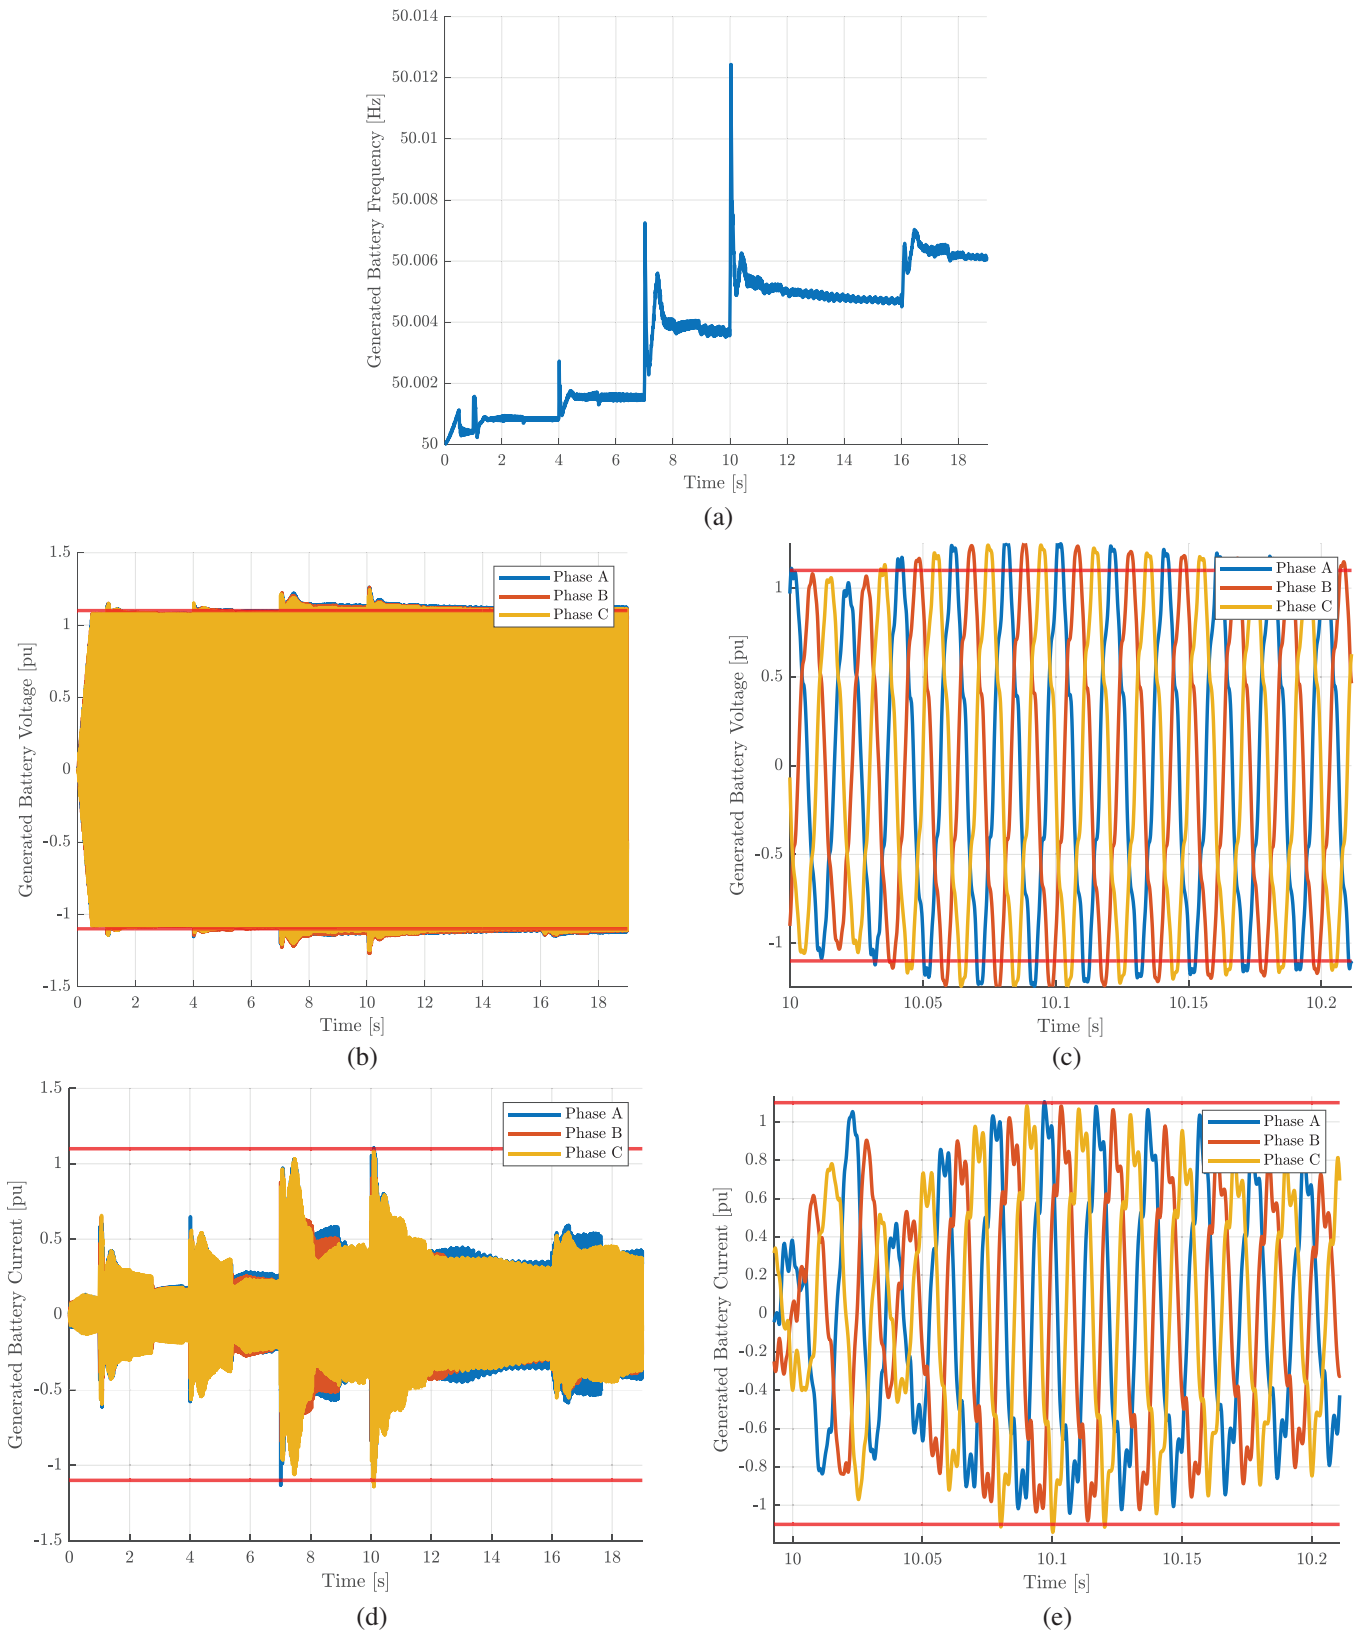 50.014
50.012
50.01
50.008
50.006
50.004
50.002
50
Generated Battery Frequency [Hz]
0 2 4 6 8 10 12 14 16 18
Time [s]
(a)
1.5
1
0.5
0
-0.5
-1
-1.5
Generated Battery Voltage [pu]
Phase A
Phase B
Phase C
0 2 4 6 8 10 12 14 16 18
Time [s]
(b)
1
0.5
0
-0.5
-1
Generated Battery Voltage [pu]
Phase A
Phase B
Phase C
10 10.05 10.1 10.15 10.2
Time [s]
(c)
1.5
1
0.5
0
-0.5
-1
-1.5
Generated Battery Current [pu]
Phase A
Phase B
Phase C
0 2 4 6 8 10 12 14 16 18
Time [s]
(d)
1
0.8
0.6
0.4
0.2
0
-0.2
-0.4
-0.6
-0.8
-1
Generated Battery Current [pu]
Phase A
Phase B
Phase C
10 10.05 10.1 10.15 10.2
Time [s]
(e)